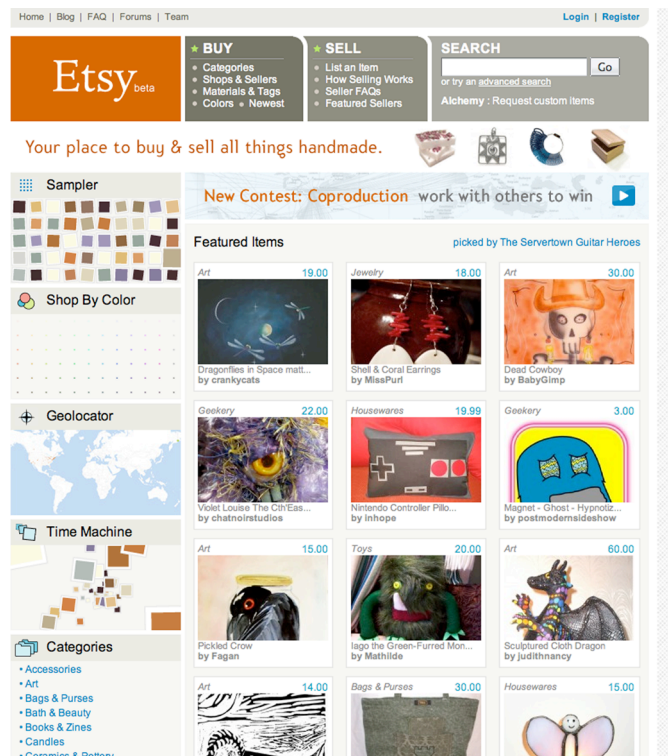 Home | Blog | FAQ | Forums | Team
Login | Register
Etsy beta
BUY
Categories
Shops & Sellers
Materials & Tags
Colors • Newest
SELL
List an Item
How Selling Works
Seller FAQs
Featured Sellers
SEARCH
Go
or try an advanced search
Alchemy : Request custom items
Your place to buy & sell all things handmade.
Sampler
Shop By Color
Geolocator
Time Machine
Categories
• Accessories
• Art
• Bags & Purses
• Bath & Beauty
• Books & Zines
• Candles
• Ceramics & Pottery
New Contest: Coproduction work with others to win
Featured Items
picked by The Servertown Guitar Heroes
Art 19.00
Dragonflies in Space matt...
by crankycats
Jewelry 18.00
Shell & Coral Earrings
by MissPurl
Art 30.00
Dead Cowboy
by BabyGimp
Geekery 22.00
Violet Louise The Cth'Eas...
by chatnoirstudios
Housewares 19.99
Nintendo Controller Pillo...
by inhope
Geekery 3.00
Magnet - Ghost - Hypnotiz...
by postmodernsideshow
Art 15.00
Pickled Crow
by Fagan
Toys 20.00
Iago the Green-Furred Mon...
by Mathilde
Art 60.00
Sculptured Cloth Dragon
by judithnancy
Art 14.00
Bags & Purses 30.00
Housewares 15.00